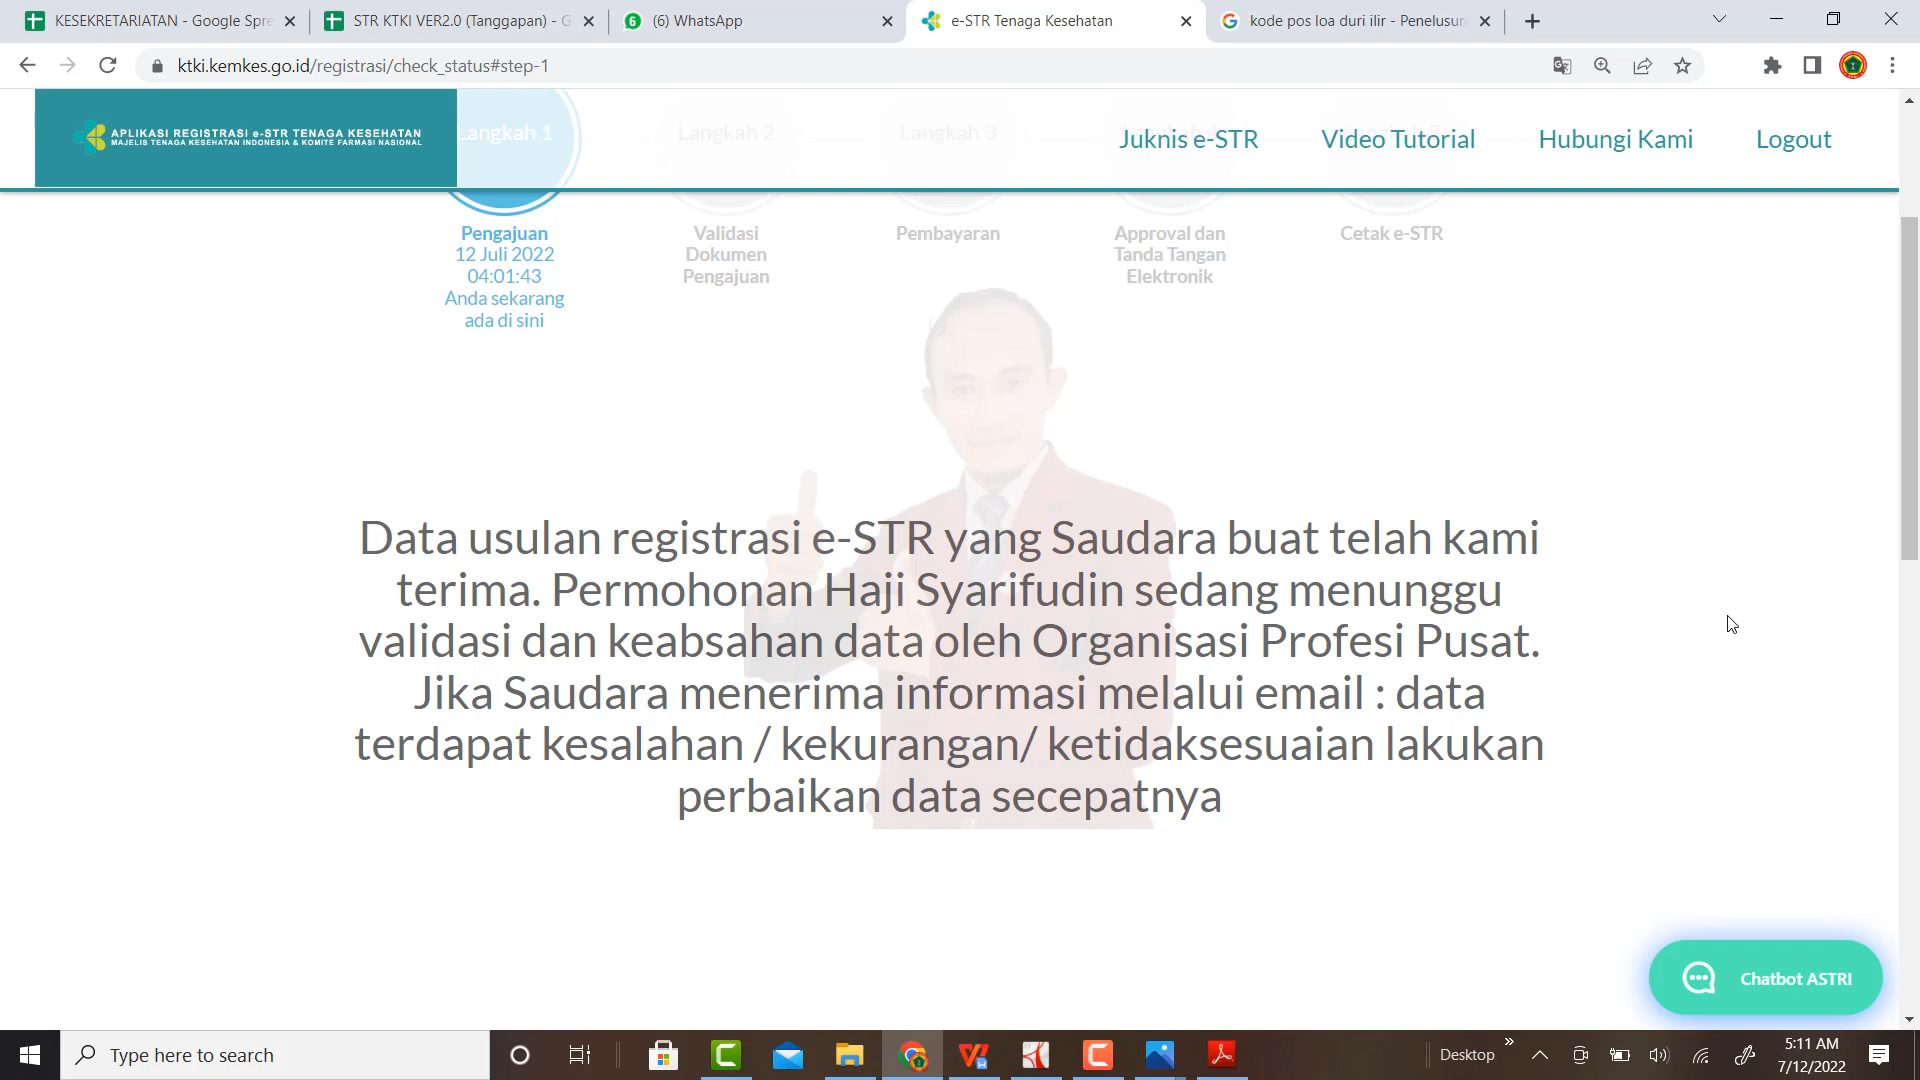 KESEKRETARIATAN - Google Spre
STR KTKI VER2.0 (Tanggapan) - G
(6) WhatsApp
e-STR Tenaga Kesehatan
kode pos loa duri ilir - Penelusur
ktki.kemkes.go.id/registrasi/check_status#step-1
APLIKASI REGISTRASI e-STR TENAGA KESEHATAN
MAJELIS TENAGA KESEHATAN INDONESIA & KOMITE FARMASI NASIONAL
Langkah 1
Langkah 2
Langkah 3
Juknis e-STR
Video Tutorial
Hubungi Kami
Logout
Pengajuan
12 Juli 2022
04:01:43
Anda sekarang
ada di sini
Validasi
Dokumen
Pengajuan
Pembayaran
Approval dan
Tanda Tangan
Elektronik
Cetak e-STR
Data usulan registrasi e-STR yang Saudara buat telah kami
terima. Permohonan Haji Syarifudin sedang menunggu
validasi dan keabsahan data oleh Organisasi Profesi Pusat.
Jika Saudara menerima informasi melalui email : data
terdapat kesalahan / kekurangan/ ketidaksesuaian lakukan
perbaikan data secepatnya
Chatbot ASTRI
Type here to search
Desktop
5:11 AM
7/12/2022